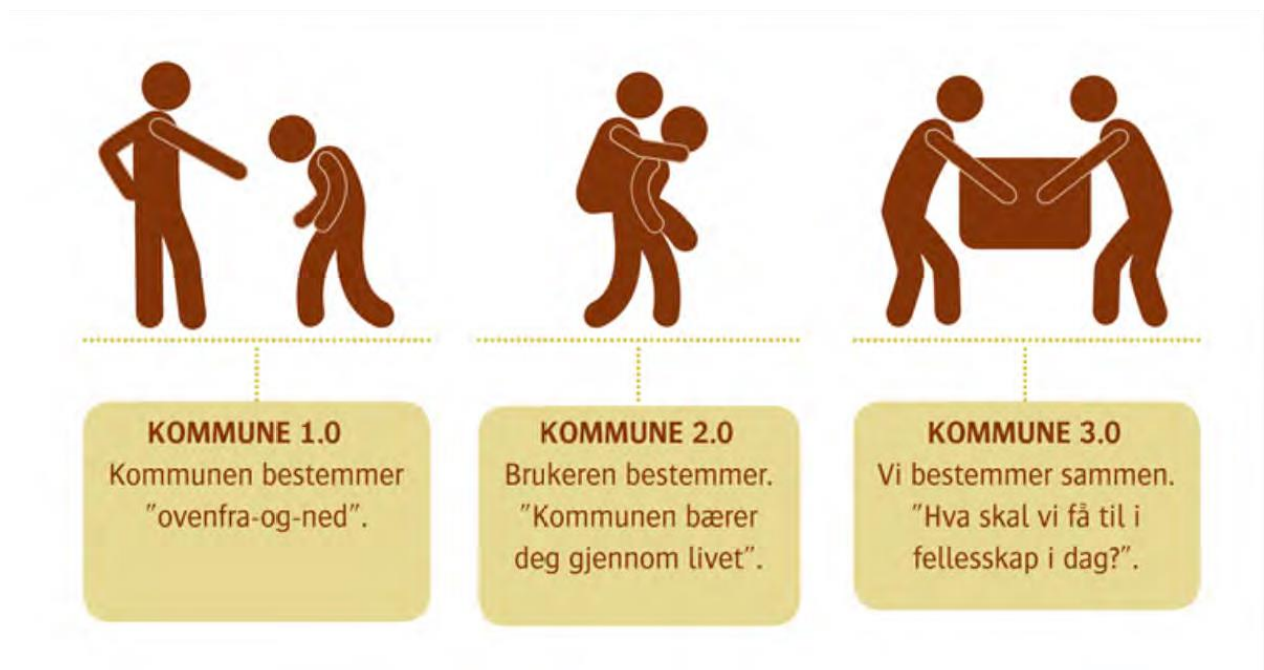 KOMMUNE 1.0
Kommunen bestemmer
"ovenfra-og-ned".
KOMMUNE 2.0
Brukeren bestemmer.
"Kommunen bærer
deg gjennom livet".
KOMMUNE 3.0
Vi bestemmer sammen.
"Hva skal vi få til i
fellesskap i dag?".